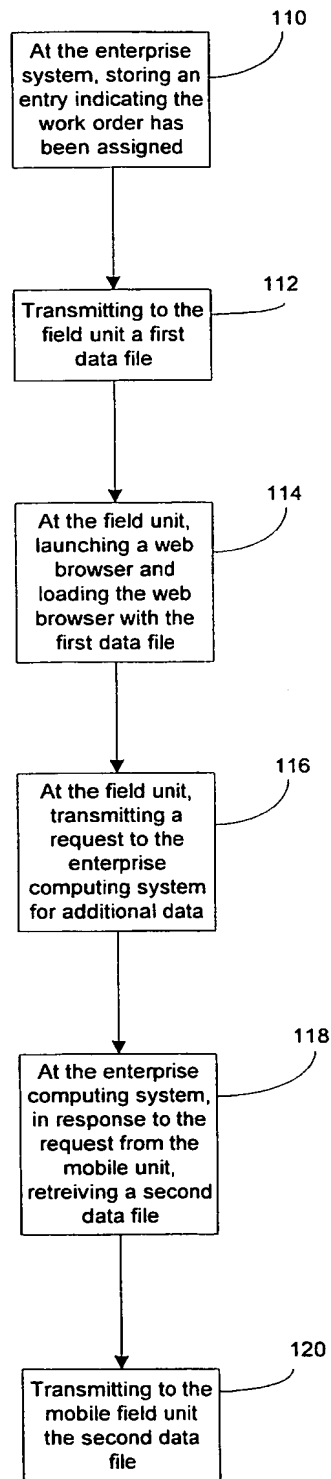 110
At the enterprise
system, storing an
entry indicating the
work order has
been assigned
112
Transmitting to the
field unit a first
data file
114
At the field unit,
launching a web
browser and
loading the web
browser with the
first data file
116
At the field unit,
transmitting a
request to the
enterprise
computing system
for additional data
118
At the enterprise
computing system,
in response to the
request from the
mobile unit,
retreiving a second
data file
120
Transmitting to the
mobile field unit
the second data
file